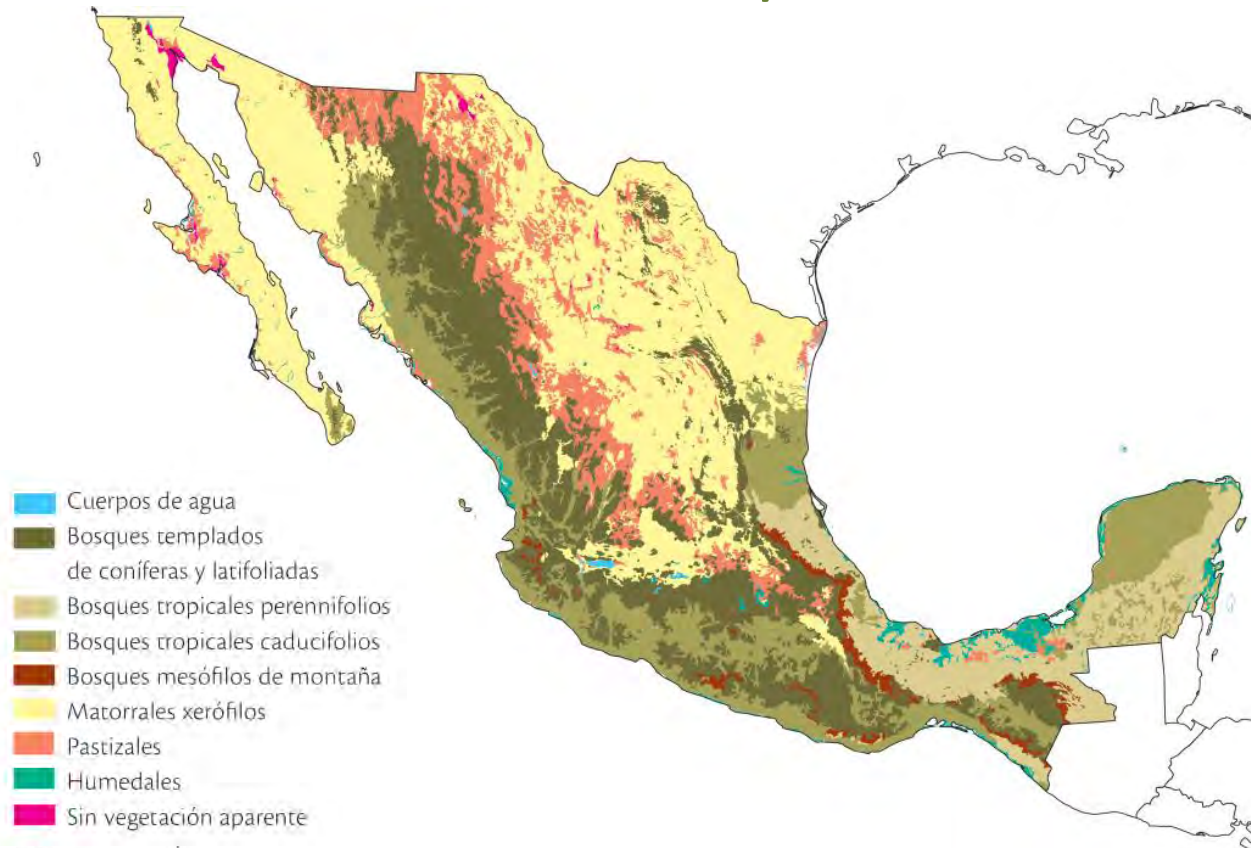 Cuerpos de agua
Bosques templados
de coníferas y latifoliadas
Bosques tropicales perennifolios
Bosques tropicales caducifolios
Bosques mesófilos de montaña
Matorrales xerófilos
Pastizales
Humedales
Sin vegetación aparente